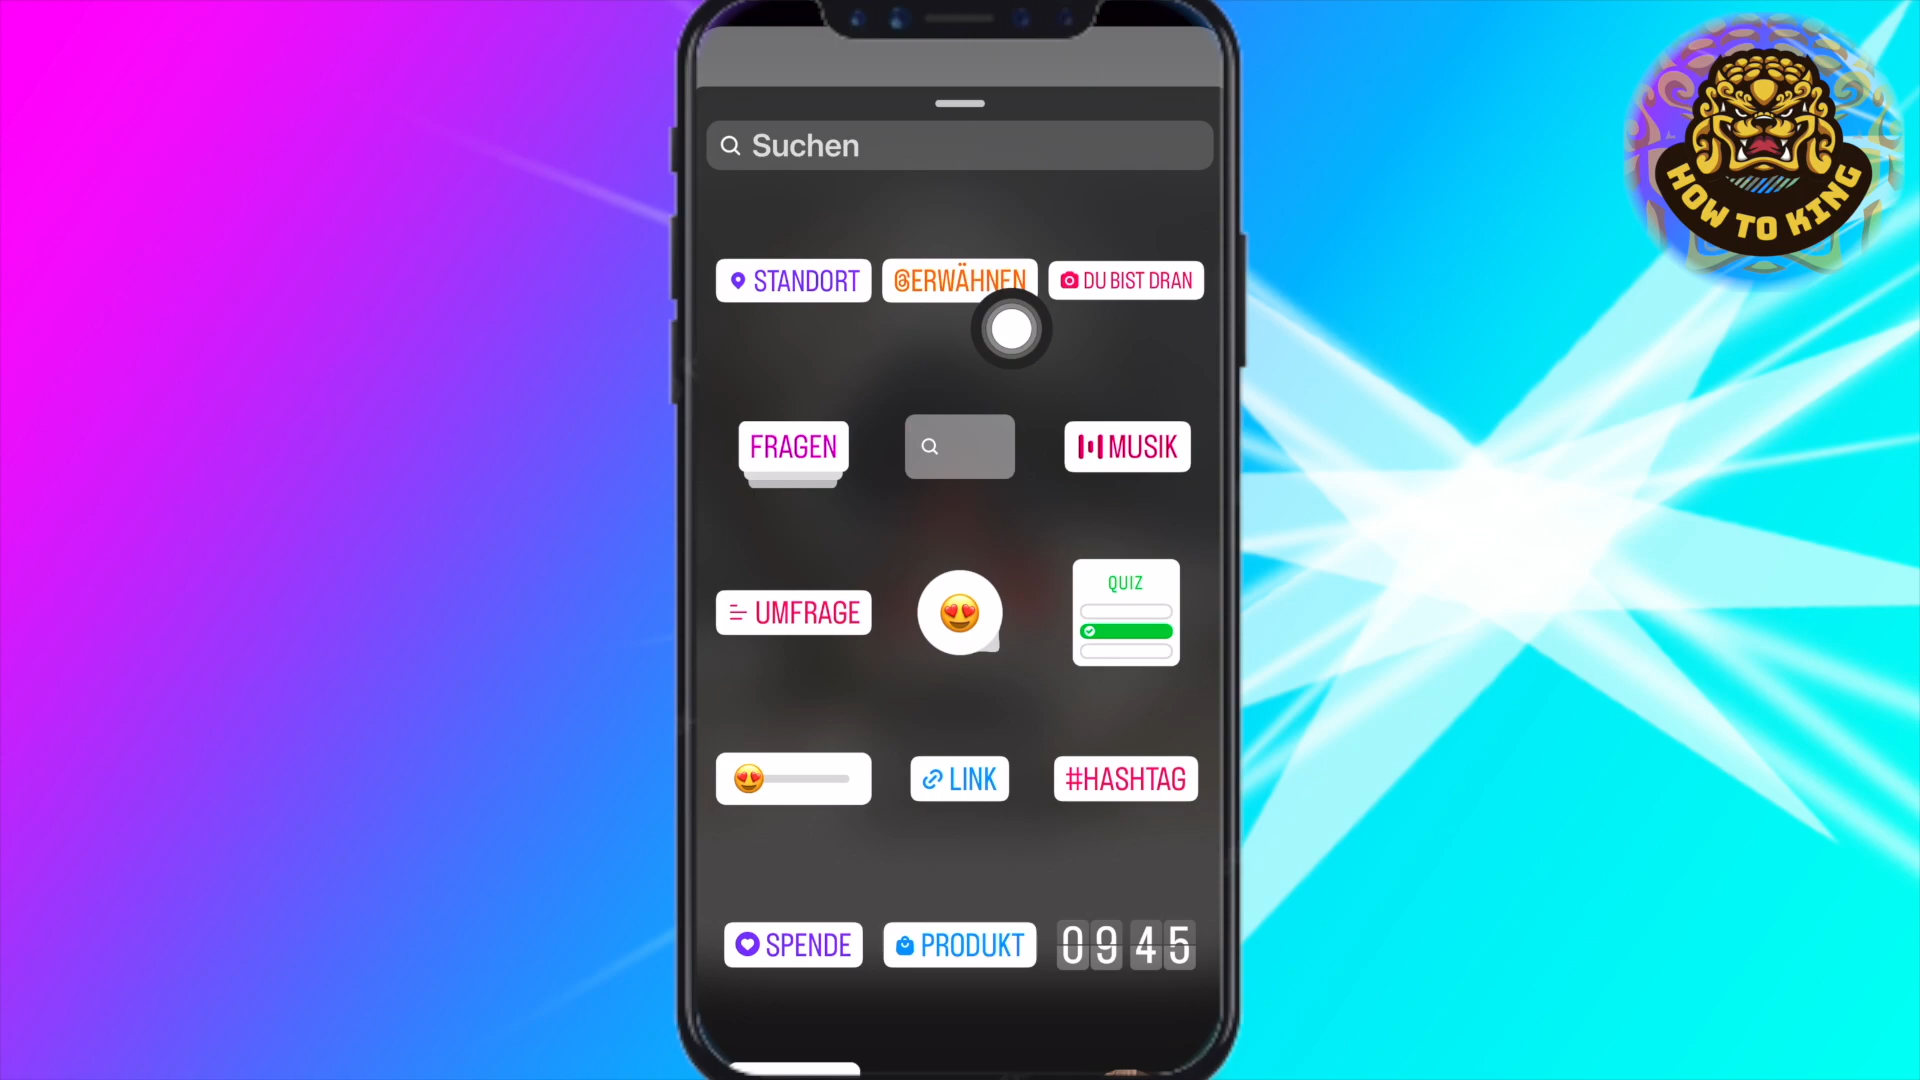 Suchen
STANDORT
@ERWÄHNEN
DU BIST DRAN
FRAGEN
MUSIK
UMFRAGE
QUIZ
LINK
#HASHTAG
SPENDE
PRODUKT
09 45
HOW TO KING